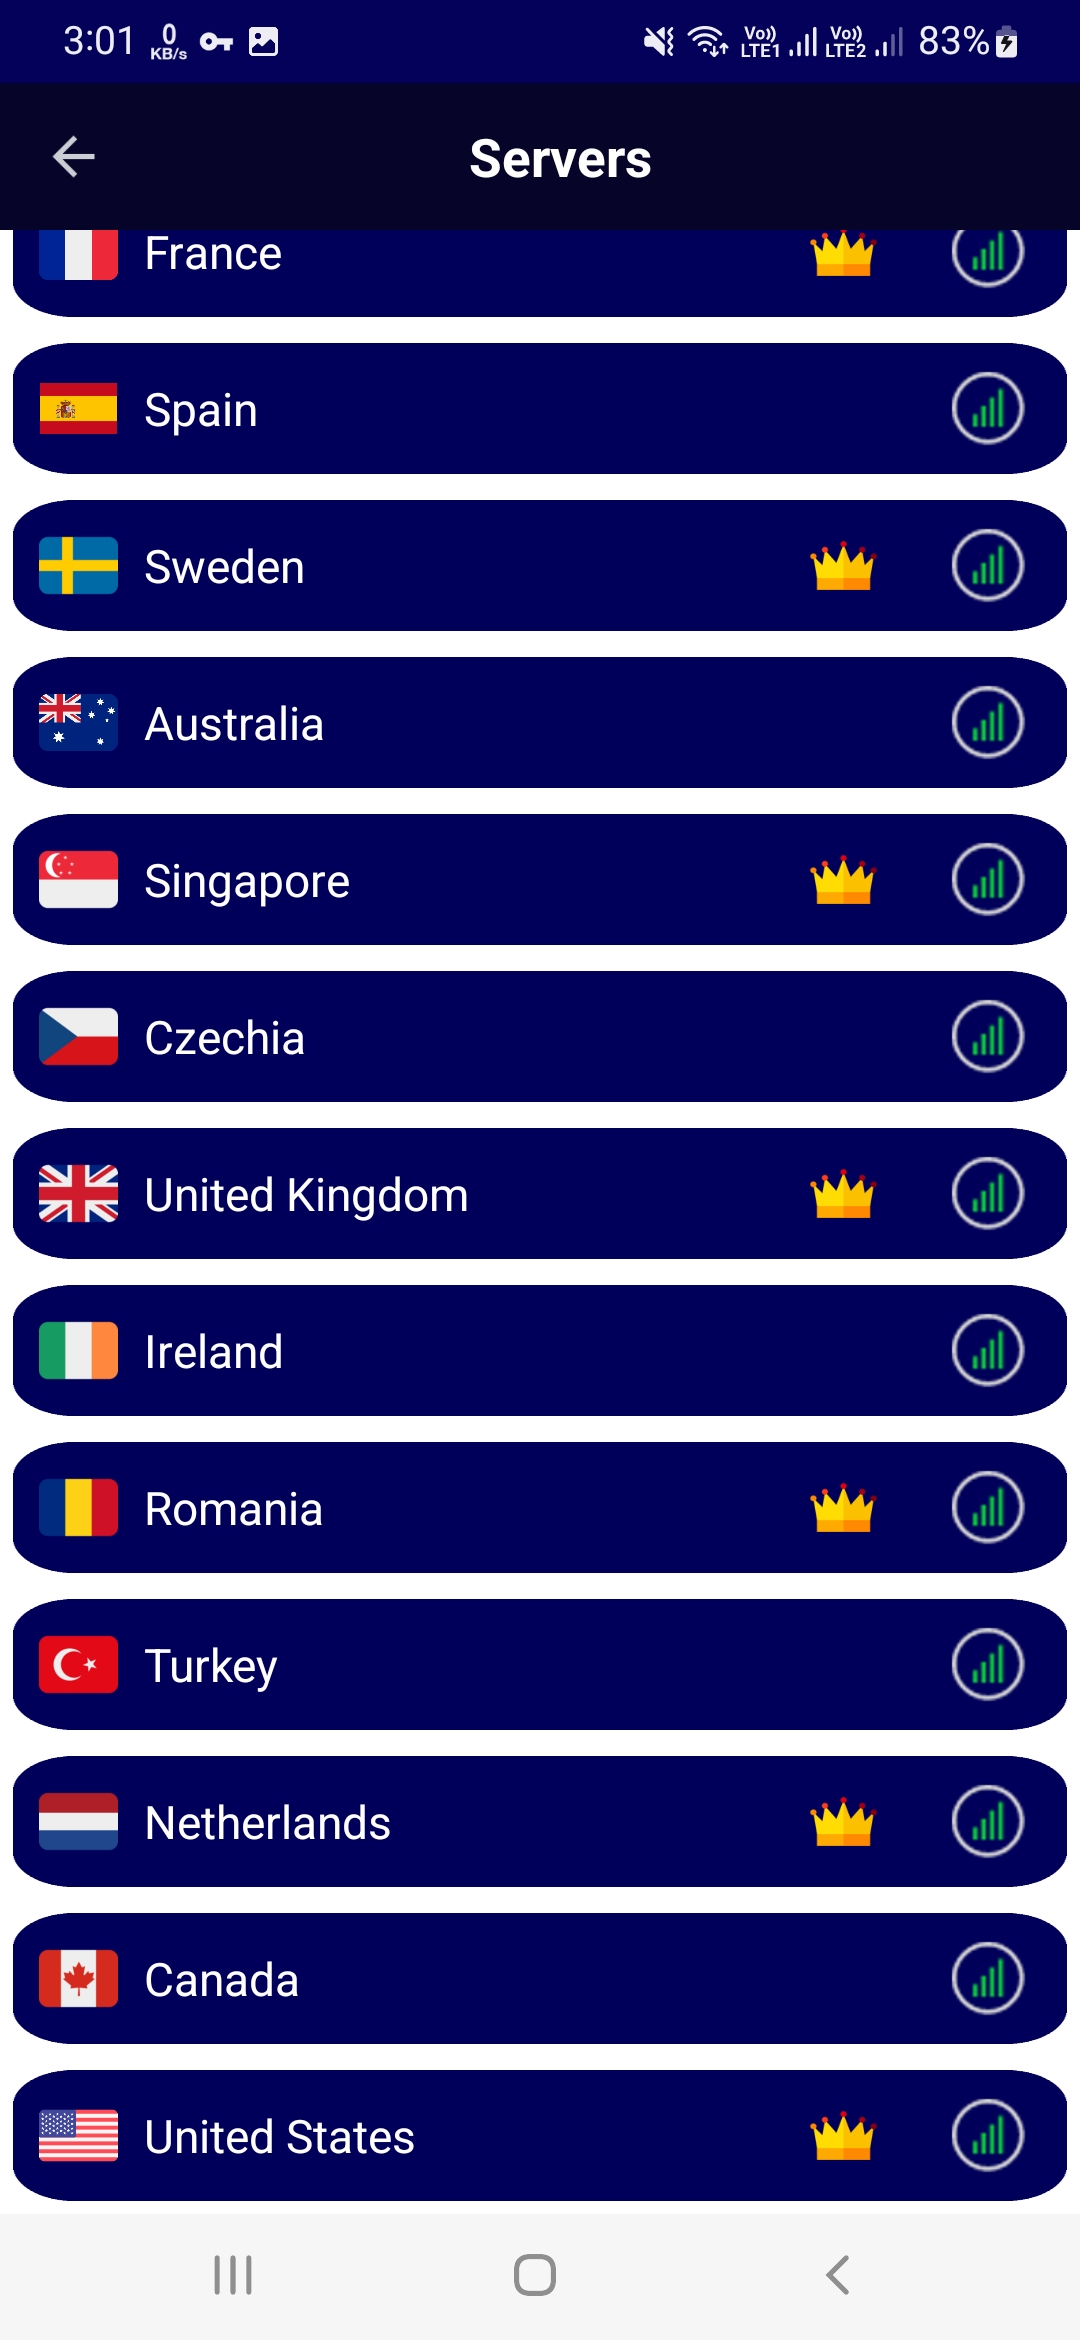 3:01 0 KB/s Vo)) LTE1 Vo)) LTE2 83%
Servers
France
Spain
Sweden
Australia
Singapore
Czechia
United Kingdom
Ireland
Romania
Turkey
Netherlands
Canada
United States